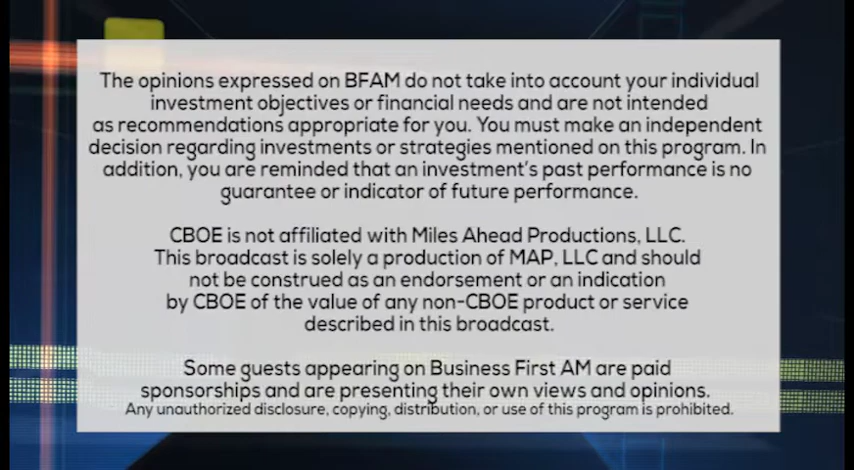 The opinions expressed on BFAM do not take into account your individual
investment objectives or financial needs and are not intended
as recommendations appropriate for you. You must make an independent
decision regarding investments or strategies mentioned on this program. In
addition, you are reminded that an investment's past performance is no
guarantee or indicator of future performance.
CBOE is not affiliated with Miles Ahead Productions, LLC.
This broadcast is solely a production of MAP, LLC and should
not be construed as an endorsement or an indication
by CBOE of the value of any non-CBOE product or service
described in this broadcast.
Some guests appearing on Business First AM are paid
sponsorships and are presenting their own views and opinions.
Any unauthorized disclosure, copying, distribution, or use of this program is prohibited.